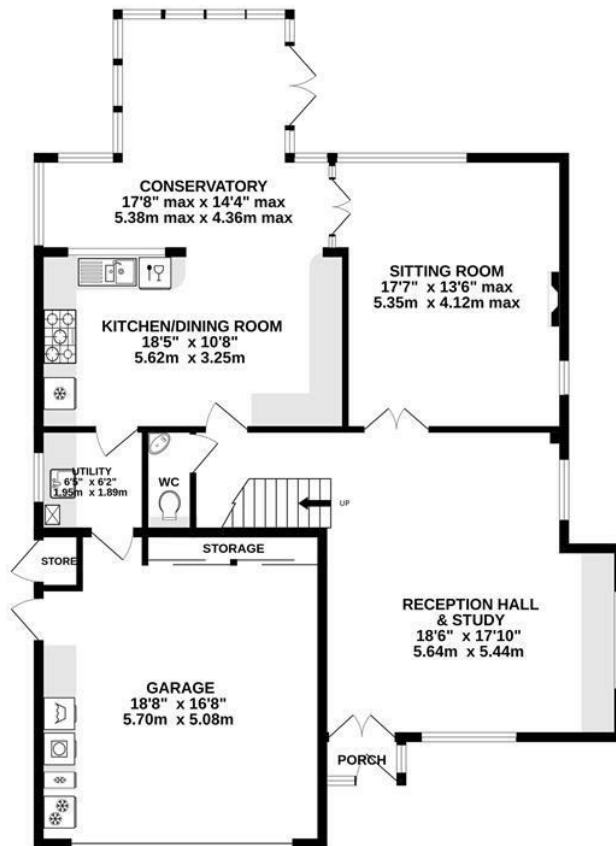 CONSERVATORY
17'8" max x 14'4" max
5.38m max x 4.36m max
SITTING ROOM
17'7" x 13'6" max
5.35m x 4.12m max
KITCHEN/DINING ROOM
18'5" x 10'8"
5.62m x 3.25m
UTILITY
6'5" x 6'2"
1.95m x 1.89m
WC
UP
STORE
STORAGE
RECEPTION HALL
& STUDY
18'6" x 17'10"
5.64m x 5.44m
GARAGE
18'8" x 16'8"
5.70m x 5.08m
PORCH